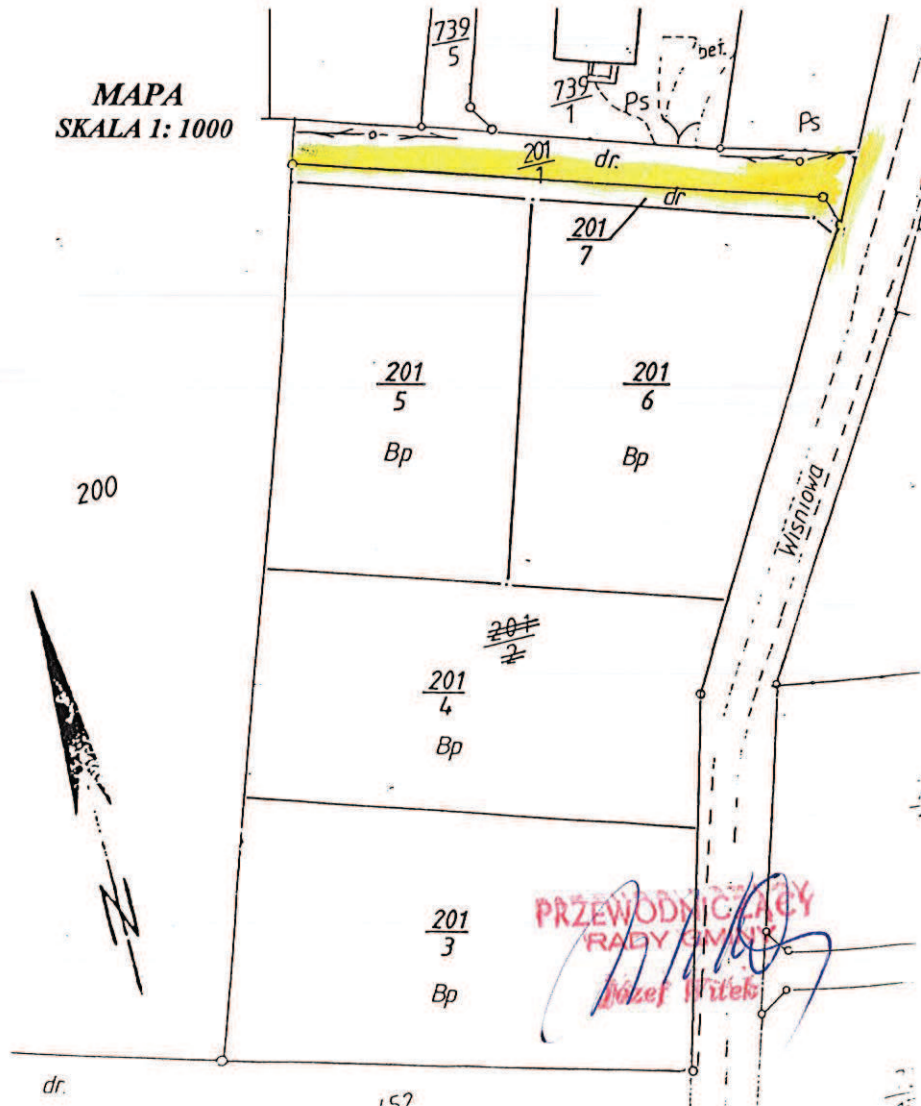 739
5
MAPA
SKALA 1: 1000
739
1
Ps
bet.
Ps
201
1
dr.
dr
201
7
201
5
Bp
201
6
Bp
200
Wiśniowa
201
2
201
4
Bp
N
201
3
Bp
PRZEWODNICZĄCY
RADY GMINY
Józef Witek
dr.